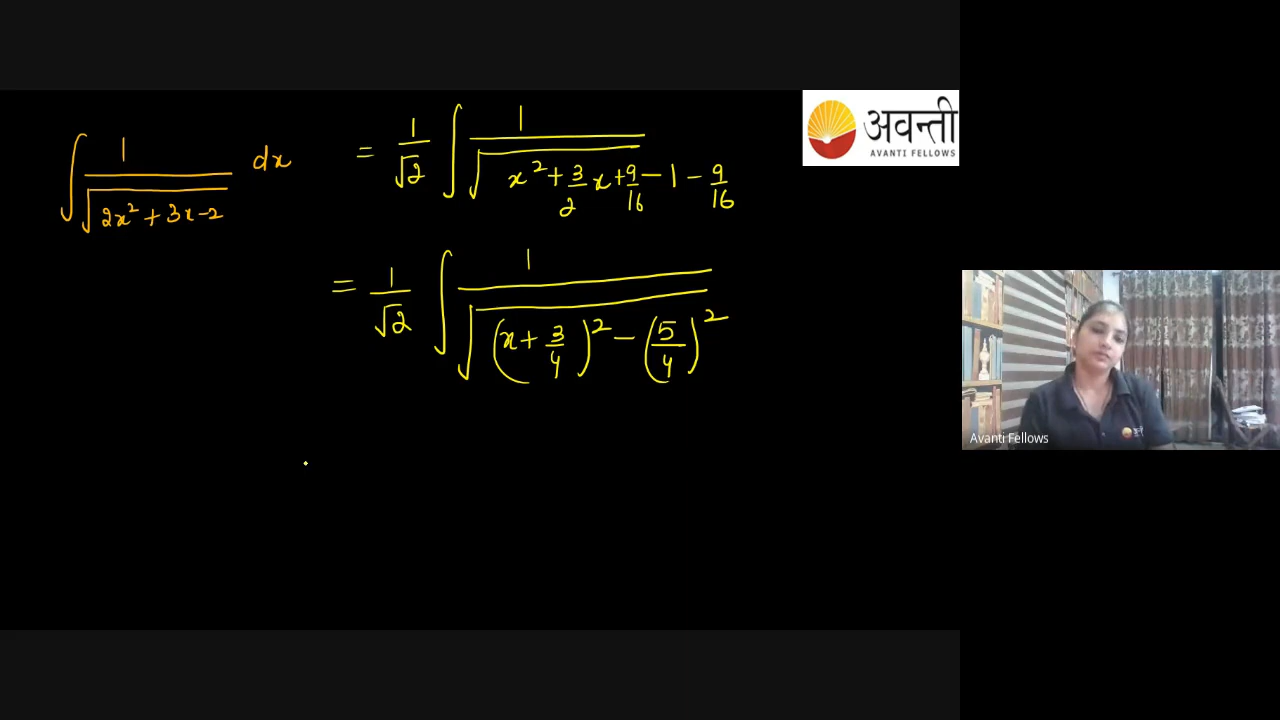 ∫ 1/√(2x² + 3x-2) dx
= 1/√2 ∫ 1/√(x² + 3/2 x + 9/16 - 1 - 9/16)
= 1/√2 ∫ 1/√((x + 3/4)² - (5/4)²)
अवन्ती
AVANTI FELLOWS
Avanti Fellows